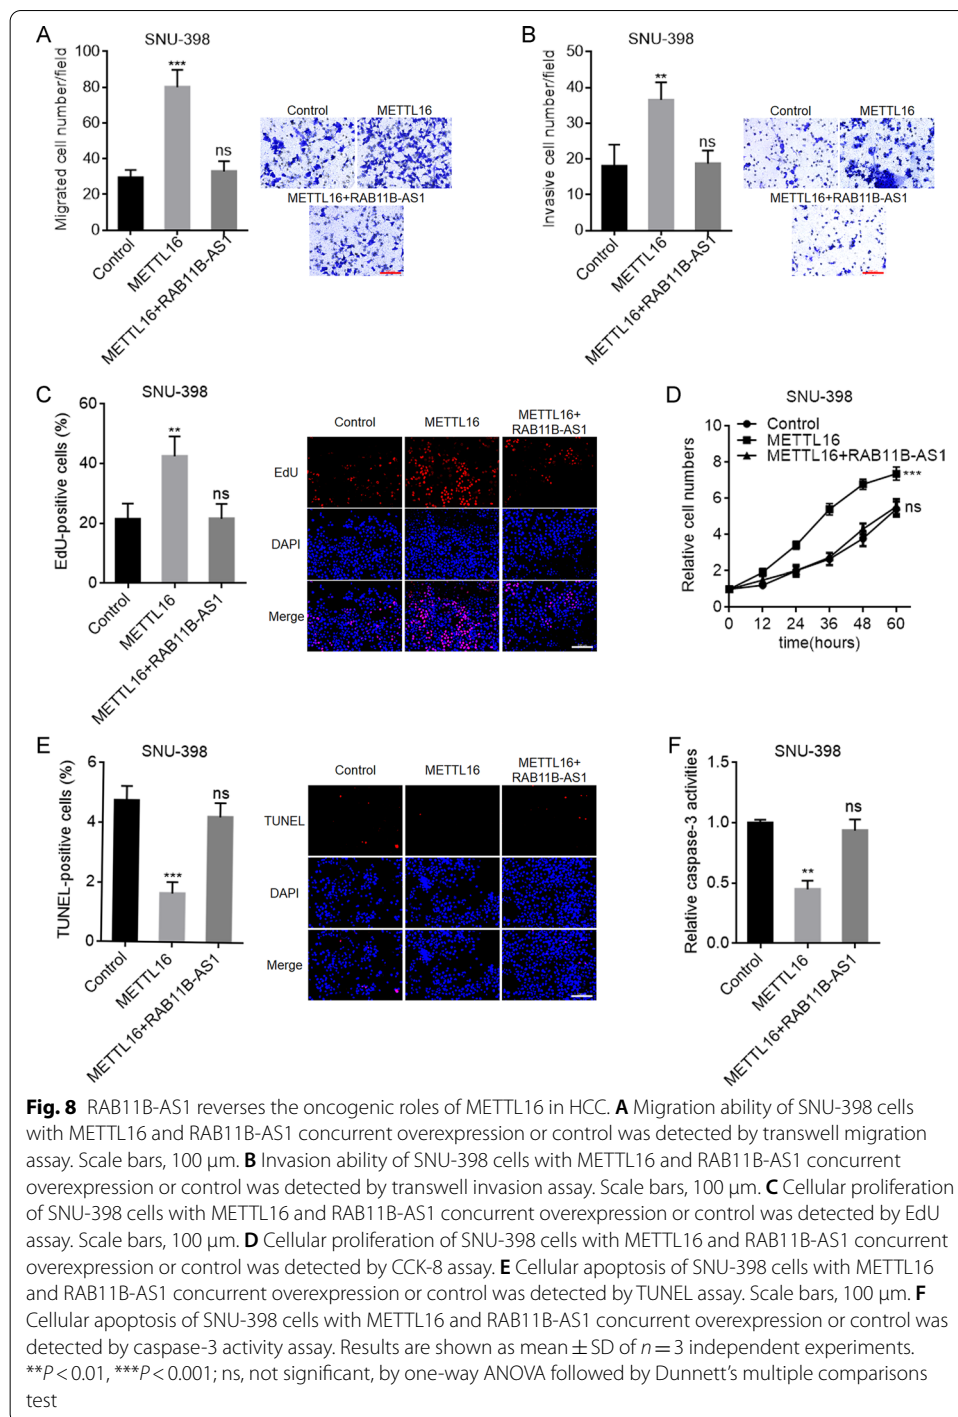 A
SNU-398
Migrated cell number/field
100
80
60
40
20
0
***
ns
Control
METTL16
METTL16+RAB11B-AS1
Control
METTL16
METTL16+RAB11B-AS1
B
SNU-398
Invasive cell number/field
50
40
30
20
10
0
**
ns
Control
METTL16
METTL16+RAB11B-AS1
Control
METTL16
METTL16+RAB11B-AS1
C
SNU-398
EdU-positive cells (%)
60
40
20
0
**
ns
Control
METTL16
METTL16+RAB11B-AS1
Control
METTL16
METTL16+
RAB11B-AS1
EdU
DAPI
Merge
D
SNU-398
Relative cell numbers
10
8
6
4
2
0
Control
METTL16
METTL16+RAB11B-AS1
***
ns
0 12 24 36 48 60
time(hours)
E
SNU-398
TUNEL-positive cells (%)
6
4
2
0
***
ns
Control
METTL16
METTL16+RAB11B-AS1
Control
METTL16
METTL16+
RAB11B-AS1
TUNEL
DAPI
Merge
F
SNU-398
Relative caspase-3 activities
1.5
1.0
0.5
0.0
**
ns
Control
METTL16
METTL16+RAB11B-AS1
Fig. 8 RAB11B-AS1 reverses the oncogenic roles of METTL16 in HCC. A Migration ability of SNU-398 cells
with METTL16 and RAB11B-AS1 concurrent overexpression or control was detected by transwell migration
assay. Scale bars, 100 μm. B Invasion ability of SNU-398 cells with METTL16 and RAB11B-AS1 concurrent
overexpression or control was detected by transwell invasion assay. Scale bars, 100 μm. C Cellular proliferation
of SNU-398 cells with METTL16 and RAB11B-AS1 concurrent overexpression or control was detected by EdU
assay. Scale bars, 100 μm. D Cellular proliferation of SNU-398 cells with METTL16 and RAB11B-AS1 concurrent
overexpression or control was detected by CCK-8 assay. E Cellular apoptosis of SNU-398 cells with METTL16
and RAB11B-AS1 concurrent overexpression or control was detected by TUNEL assay. Scale bars, 100 μm. F
Cellular apoptosis of SNU-398 cells with METTL16 and RAB11B-AS1 concurrent overexpression or control was
detected by caspase-3 activity assay. Results are shown as mean ± SD of n = 3 independent experiments.
**P < 0.01, ***P < 0.001; ns, not significant, by one-way ANOVA followed by Dunnett's multiple comparisons
test